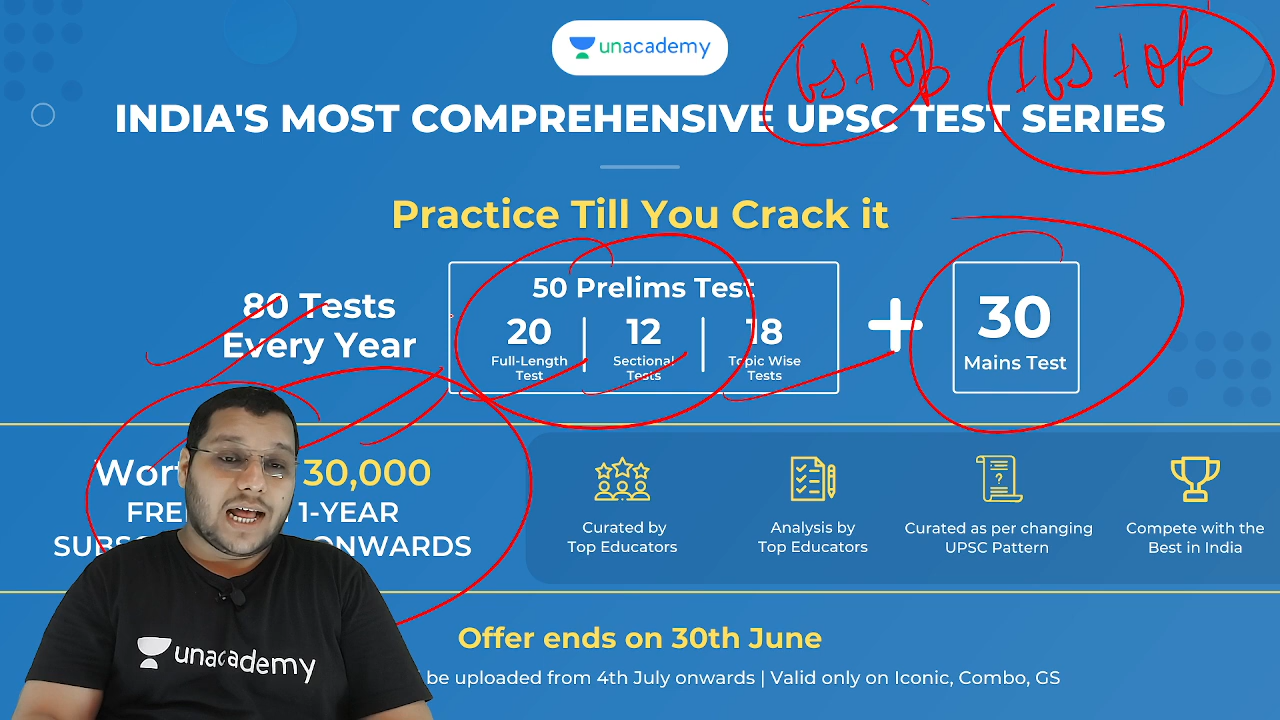 unacademy
GS + Op
IGS + Op
INDIA'S MOST COMPREHENSIVE UPSC TEST SERIES
Practice Till You Crack it
80 Tests
Every Year
50 Prelims Test
20
Full-Length
Test
12
Sectional
Tests
18
Topic Wise
Tests
+
30
Mains Test
30,000
1-YEAR
ONWARDS
Curated by
Top Educators
Analysis by
Top Educators
Curated as per changing
UPSC Pattern
Compete with the
Best in India
Offer ends on 30th June
be uploaded from 4th July onwards | Valid only on Iconic, Combo, GS
unacademy